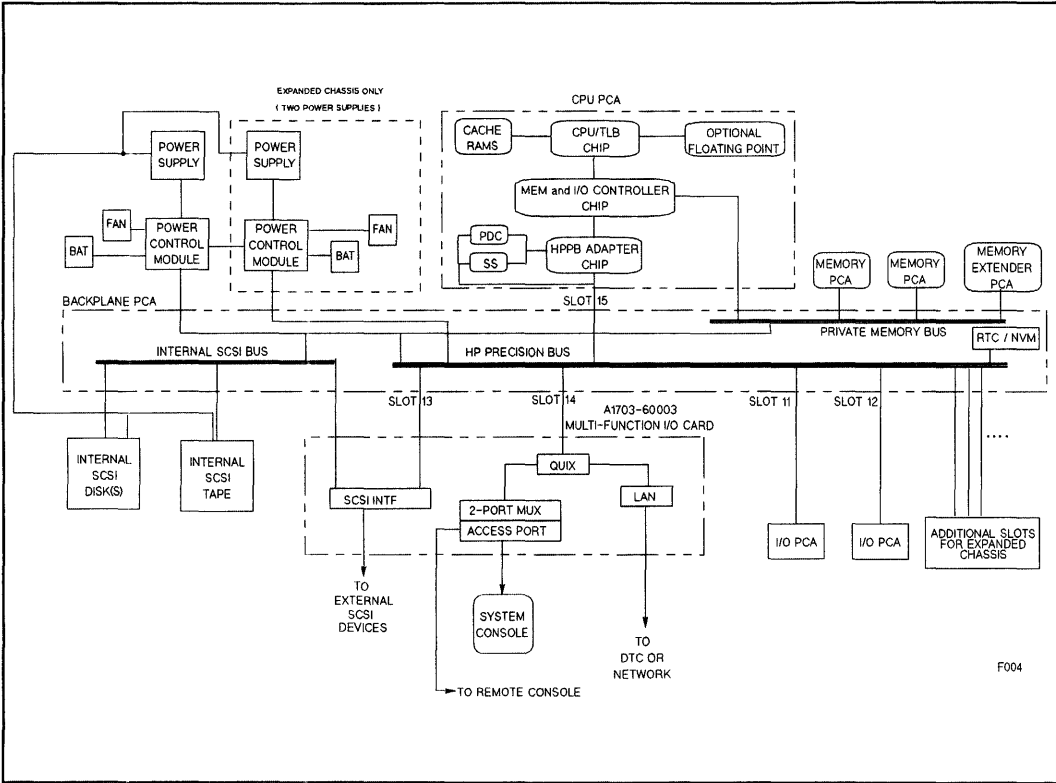 EXPANDED CHASSIS ONLY
( TWO POWER SUPPLIES )
CPU PCA
POWER
SUPPLY
POWER
SUPPLY
CACHE
RAMS
CPU/TLB
CHIP
OPTIONAL
FLOATING POINT
MEM and I/O CONTROLLER
CHIP
FAN
BAT
POWER
CONTROL
MODULE
POWER
CONTROL
MODULE
FAN
BAT
PDC
SS
HPPB ADAPTER
CHIP
MEMORY
PCA
MEMORY
PCA
MEMORY
EXTENDER
PCA
BACKPLANE PCA
SLOT 15
PRIVATE MEMORY BUS
RTC / NVM
INTERNAL SCSI BUS
HP PRECISION BUS
SLOT 13
SLOT 14
SLOT 11
SLOT 12
A1703-60003
MULTI-FUNCTION I/O CARD
....
INTERNAL
SCSI
DISK(S)
INTERNAL
SCSI
TAPE
QUIX
SCSI INTF
2-PORT MUX
ACCESS PORT
LAN
I/O PCA
I/O PCA
ADDITIONAL SLOTS
FOR EXPANDED
CHASSIS
TO
EXTERNAL
SCSI
DEVICES
SYSTEM
CONSOLE
TO
DTC OR
NETWORK
TO REMOTE CONSOLE
F004